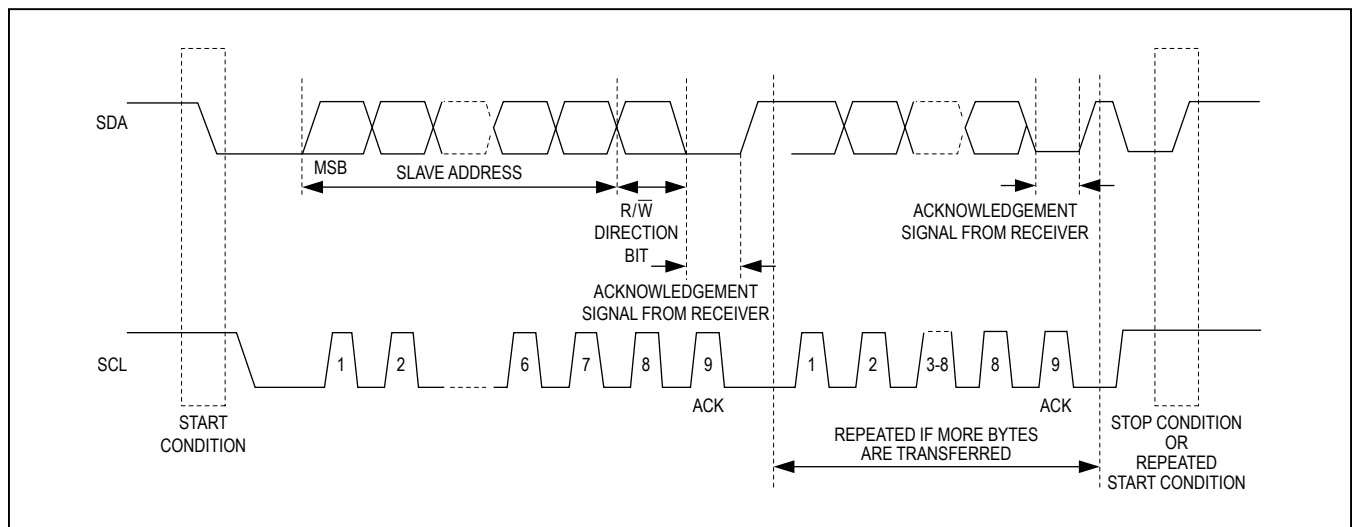 SDA
MSB
SLAVE ADDRESS
R/W̅
DIRECTION
BIT
ACKNOWLEDGEMENT
SIGNAL FROM RECEIVER
ACKNOWLEDGEMENT
SIGNAL FROM RECEIVER
SCL
1
2
6
7
8
9
1
2
3-8
8
9
ACK
ACK
START
CONDITION
REPEATED IF MORE BYTES
ARE TRANSFERRED
STOP CONDITION
OR
REPEATED
START CONDITION